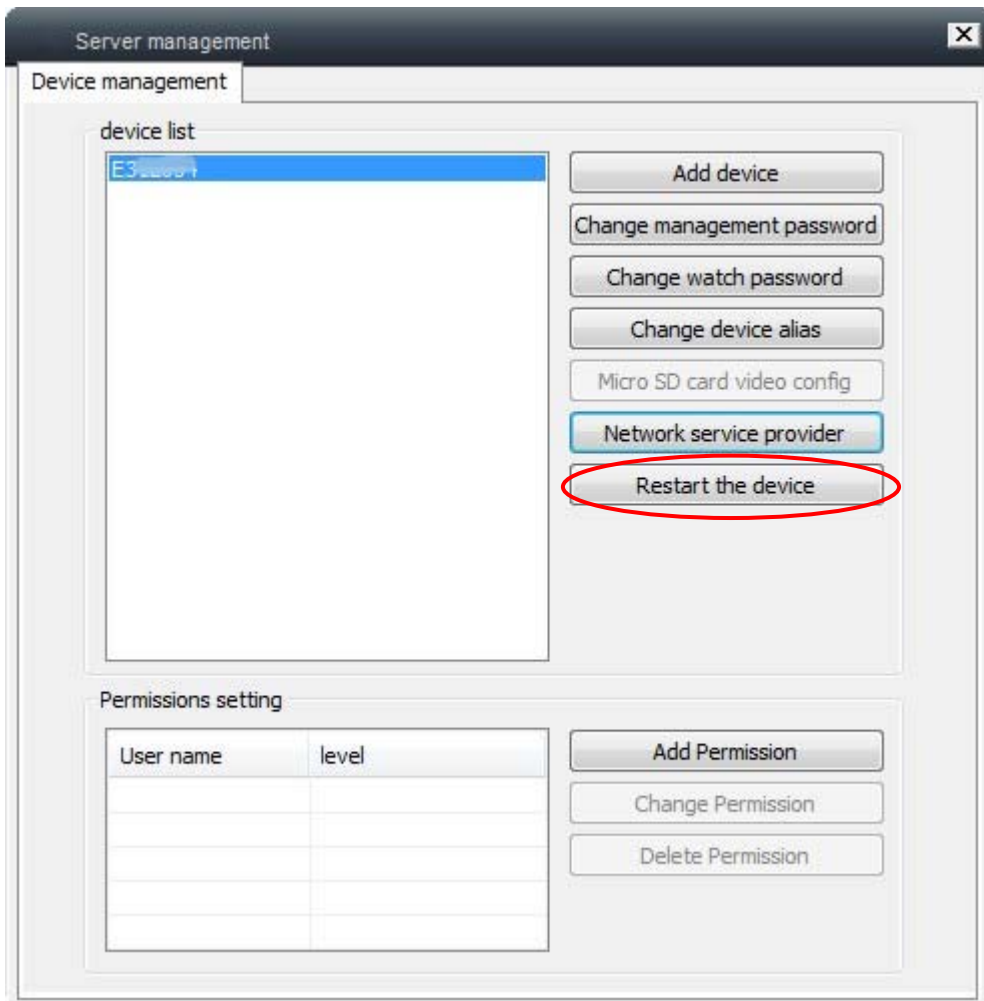 Server management
Device management
device list
Add device
Change management password
Change watch password
Change device alias
Micro SD card video config
Network service provider
Restart the device
Permissions setting
User name level
Add Permission
Change Permission
Delete Permission